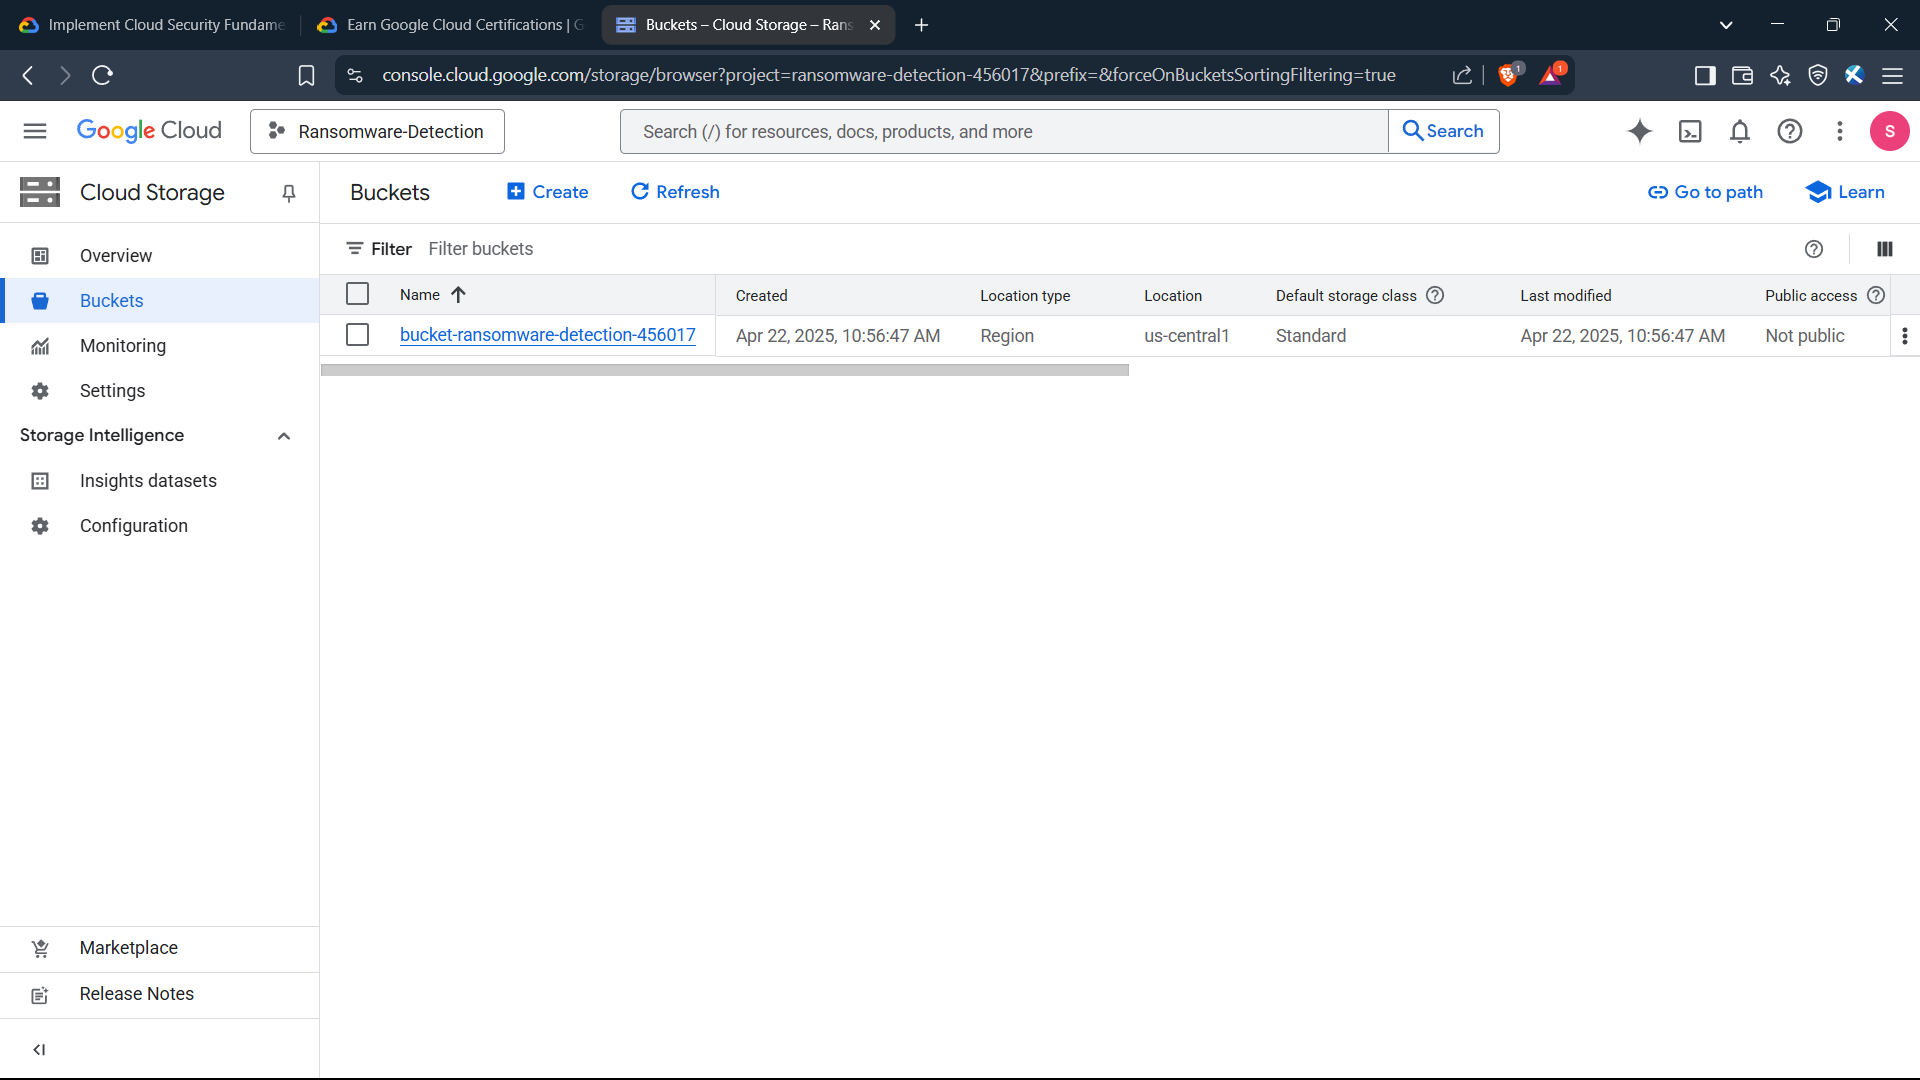 Implement Cloud Security Fundame
Earn Google Cloud Certifications | G
Buckets – Cloud Storage – Rans
console.cloud.google.com/storage/browser?project=ransomware-detection-456017&prefix=&forceOnBucketsSortingFiltering=true
1
1
Google Cloud
Ransomware-Detection
Search (/) for resources, docs, products, and more
Search
S
Cloud Storage
Buckets
Create
Refresh
Go to path
Learn
Overview
Buckets
Monitoring
Settings
Storage Intelligence
Insights datasets
Configuration
Filter
Filter buckets
Name
Created
Location type
Location
Default storage class
Last modified
Public access
bucket-ransomware-detection-456017
Apr 22, 2025, 10:56:47 AM
Region
us-central1
Standard
Apr 22, 2025, 10:56:47 AM
Not public
Marketplace
Release Notes